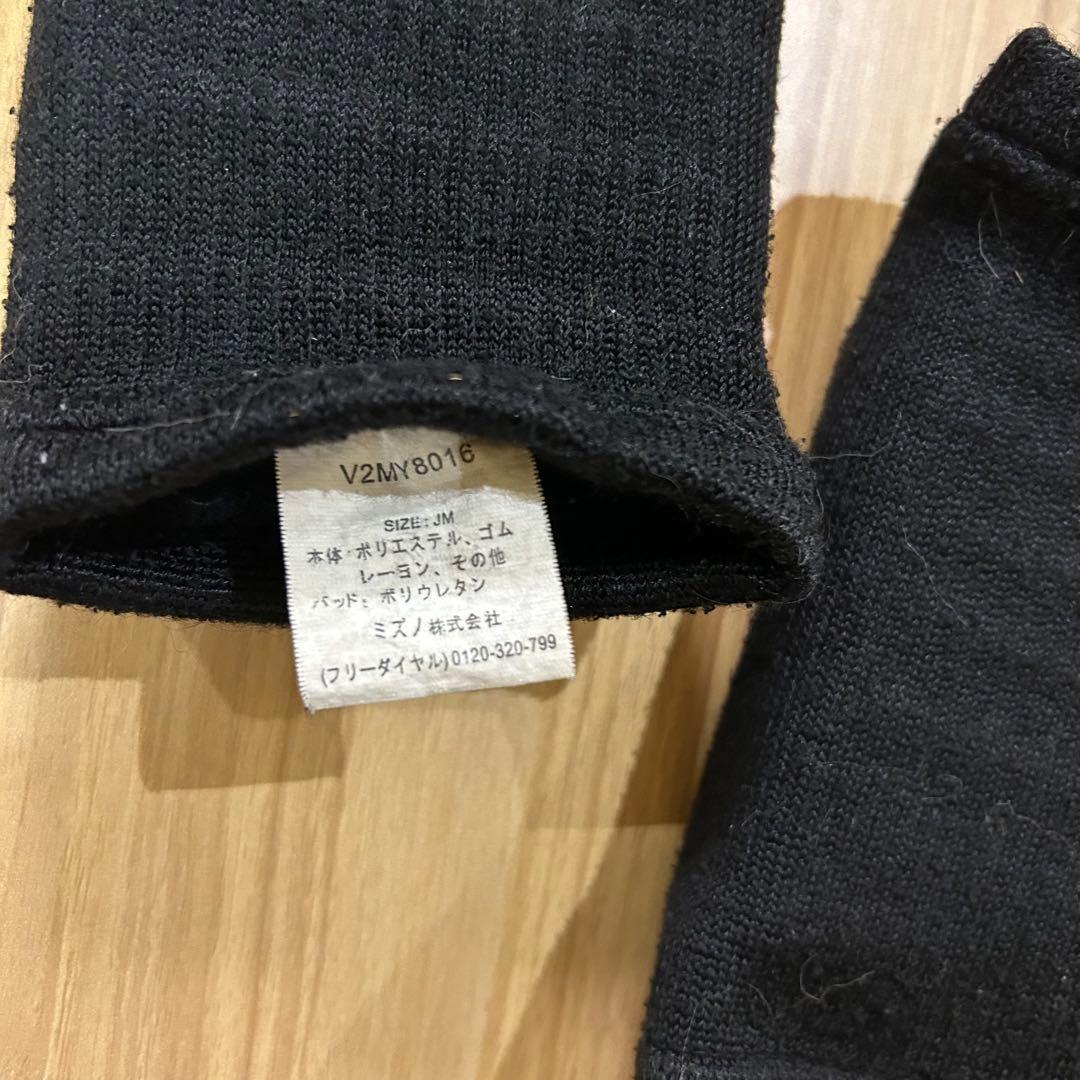 V2MY8016
SIZE: JM
本体: ポリエステル、ゴム
レーヨン、その他
パッド: ポリウレタン
ミズノ株式会社
(フリーダイヤル)0120-320-799